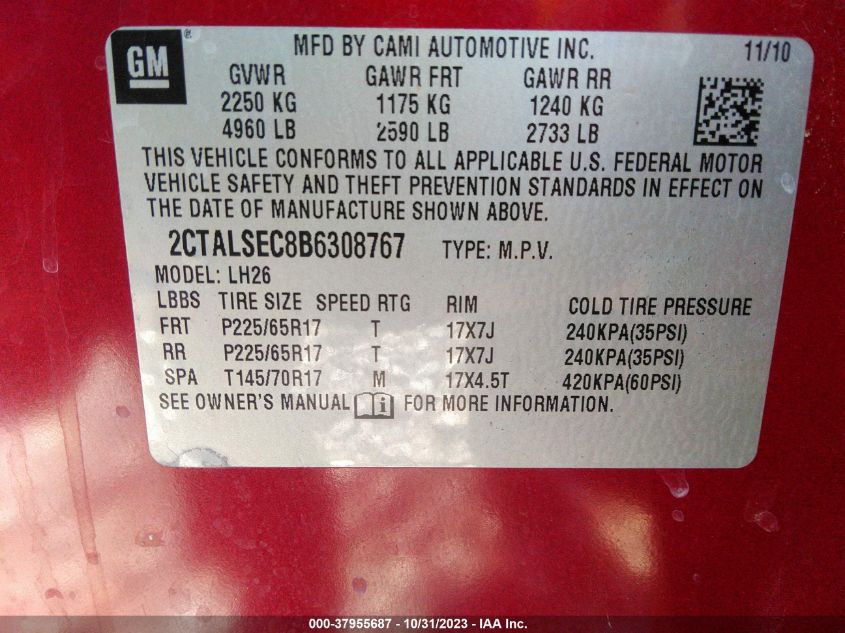 GM ®
MFD BY CAMI AUTOMOTIVE INC. 11/10
GVWR GAWR FRT GAWR RR
2250 KG 1175 KG 1240 KG
4960 LB 2590 LB 2733 LB
THIS VEHICLE CONFORMS TO ALL APPLICABLE U.S. FEDERAL MOTOR
VEHICLE SAFETY AND THEFT PREVENTION STANDARDS IN EFFECT ON
THE DATE OF MANUFACTURE SHOWN ABOVE.
2CTALSEC8B6308767 TYPE: M.P.V.
MODEL: LH26
LBBS TIRE SIZE SPEED RTG RIM COLD TIRE PRESSURE
FRT P225/65R17 T 17X7J 240KPA(35PSI)
RR P225/65R17 T 17X7J 240KPA(35PSI)
SPA T145/70R17 M 17X4.5T 420KPA(60PSI)
SEE OWNER'S MANUAL i FOR MORE INFORMATION.
000-37955687 - 10/31/2023 - IAA Inc.